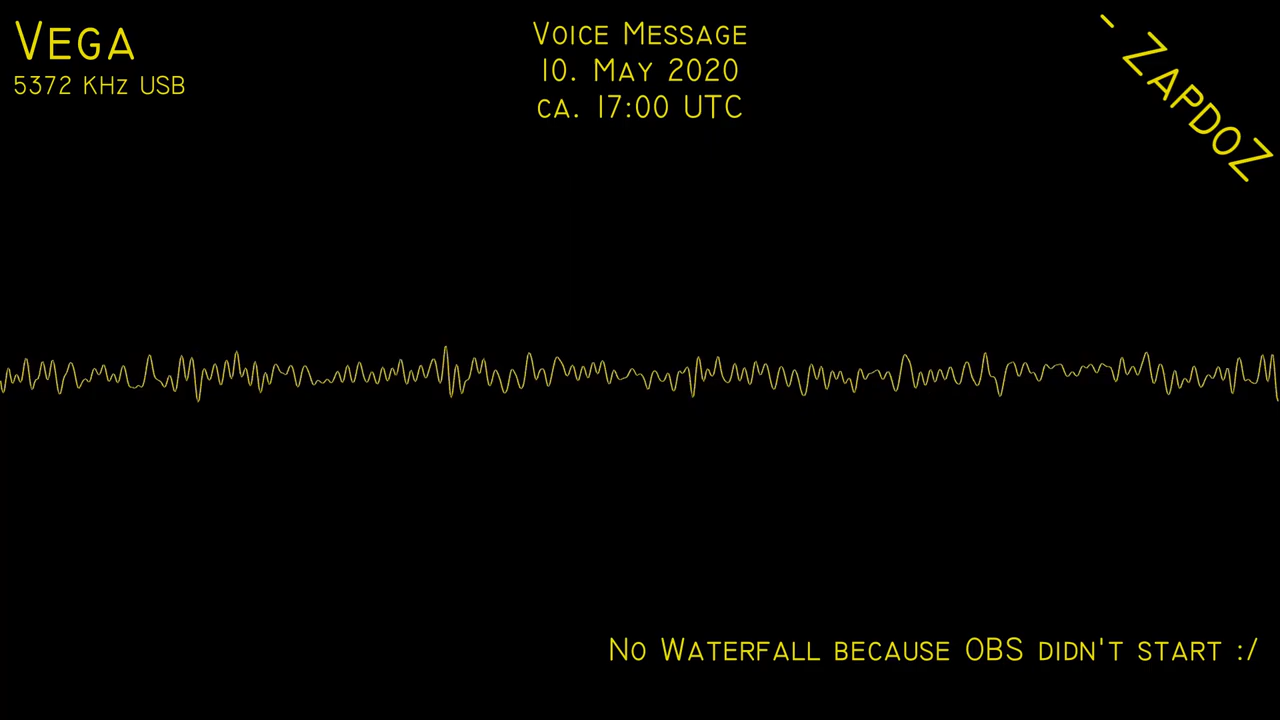 Vega
5372 KHz USB
Voice Message
10. May 2020
ca. 17:00 UTC
- ZapdoZ
No Waterfall because OBS didn't start :/